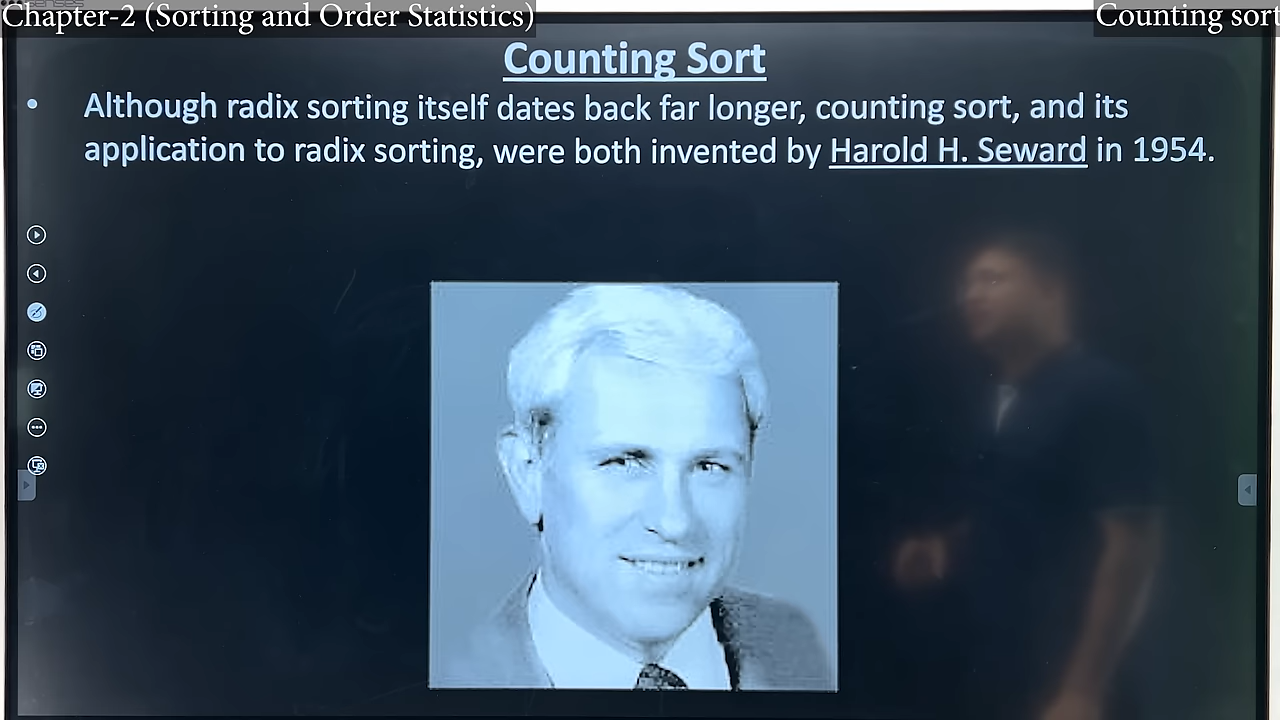 Chapter-2 (Sorting and Order Statistics)
Counting sort
Counting Sort
• Although radix sorting itself dates back far longer, counting sort, and its
application to radix sorting, were both invented by Harold H. Seward in 1954.